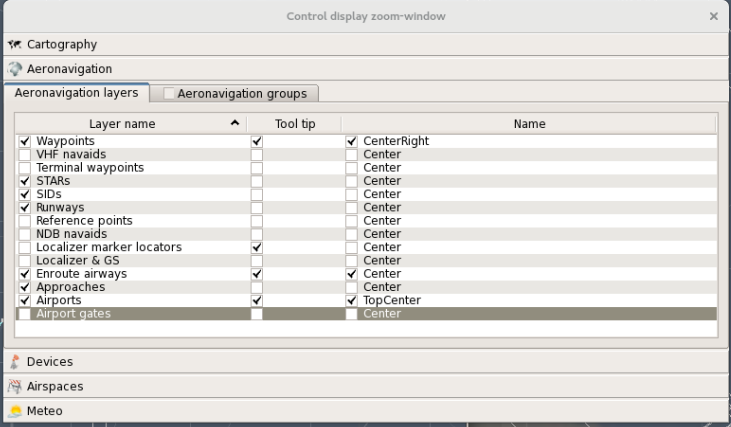 Control display zoom-window
Cartography
Aeronavigation
Aeronavigation layers Aeronavigation groups
Layer name Tool tip Name
Waypoints CenterRight
VHF navaids Center
Terminal waypoints Center
STARs Center
SIDs Center
Runways Center
Reference points Center
NDB navaids Center
Localizer marker locators Center
Localizer & GS Center
Enroute airways Center
Approaches Center
Airports TopCenter
Airport gates Center
Devices
Airspaces
Meteo